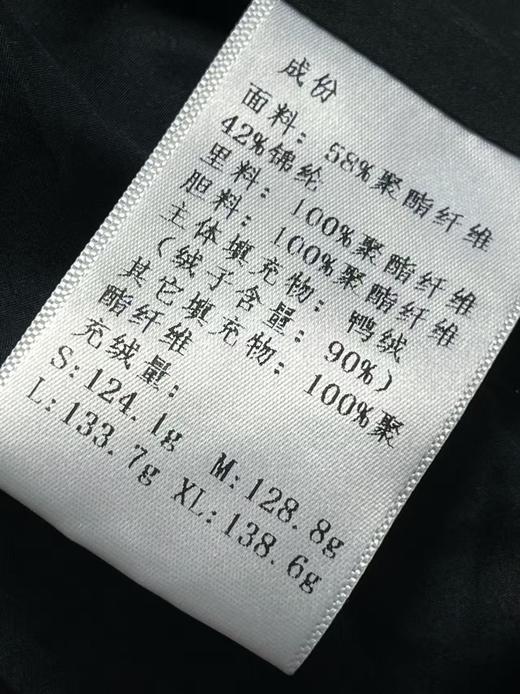 成份
面料: 58%聚酯纤维
42%锦纶
里料: 100%聚酯纤维
胆料: 100%聚酯纤维
主体填充物: 鸭绒
(绒子含量: 90%)
其它填充物: 100%聚
酯纤维
充绒量:
S:124.1g M:128.8g
L:133.7g XL:138.6g